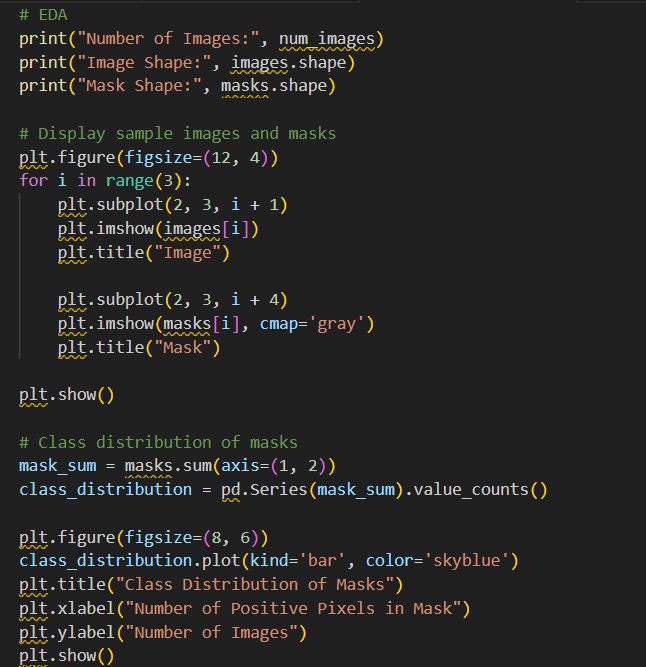 # EDA
print("Number of Images:", num_images)
print("Image Shape:", images.shape)
print("Mask Shape:", masks.shape)

# Display sample images and masks
plt.figure(figsize=(12, 4))
for i in range(3):
    plt.subplot(2, 3, i + 1)
    plt.imshow(images[i])
    plt.title("Image")

    plt.subplot(2, 3, i + 4)
    plt.imshow(masks[i], cmap='gray')
    plt.title("Mask")

plt.show()

# Class distribution of masks
mask_sum = masks.sum(axis=(1, 2))
class_distribution = pd.Series(mask_sum).value_counts()

plt.figure(figsize=(8, 6))
class_distribution.plot(kind='bar', color='skyblue')
plt.title("Class Distribution of Masks")
plt.xlabel("Number of Positive Pixels in Mask")
plt.ylabel("Number of Images")
plt.show()